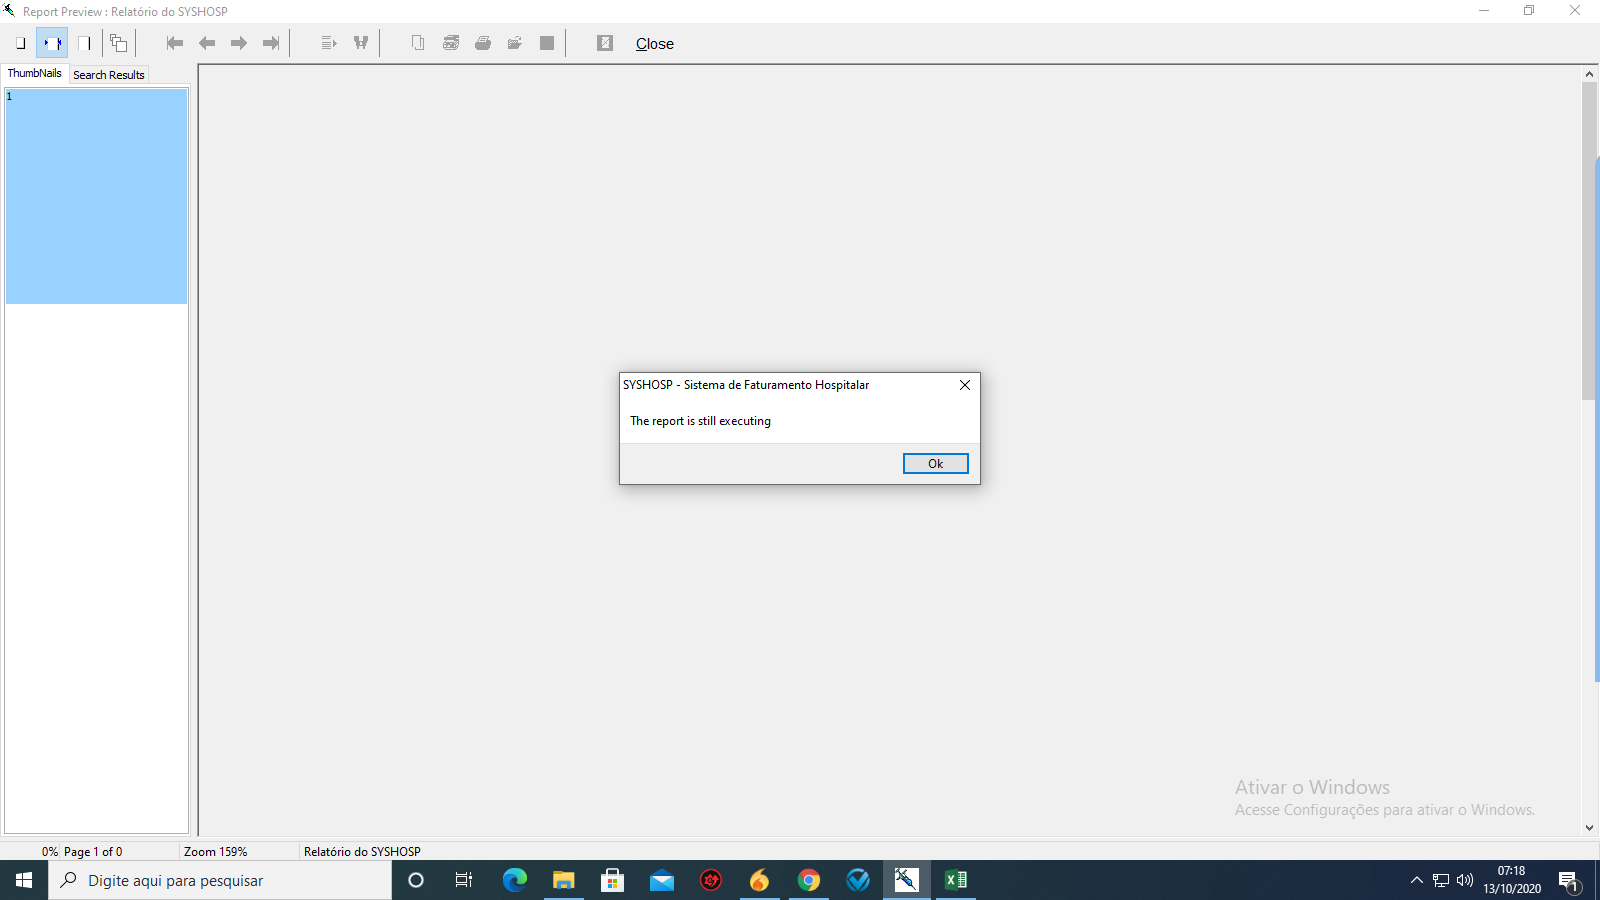 Report Preview : Relatório do SYSHOSP
Close
ThumbNails
Search Results
1
SYSHOSP - Sistema de Faturamento Hospitalar
The report is still executing
Ok
Ativar o Windows
Acesse Configurações para ativar o Windows.
0%
Page 1 of 0
Zoom 159%
Relatório do SYSHOSP
Digite aqui para pesquisar
07:18
13/10/2020
1